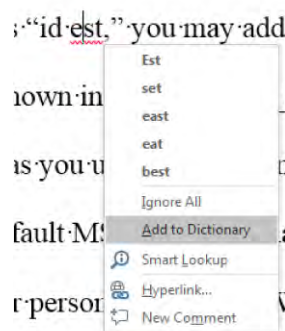 “id est,” you may add
Est
set
hown in
east
eat
as you u
best
Ignore All
fault MS
Add to Dictionary
Smart Lookup
Hyperlink...
r person
New Comment